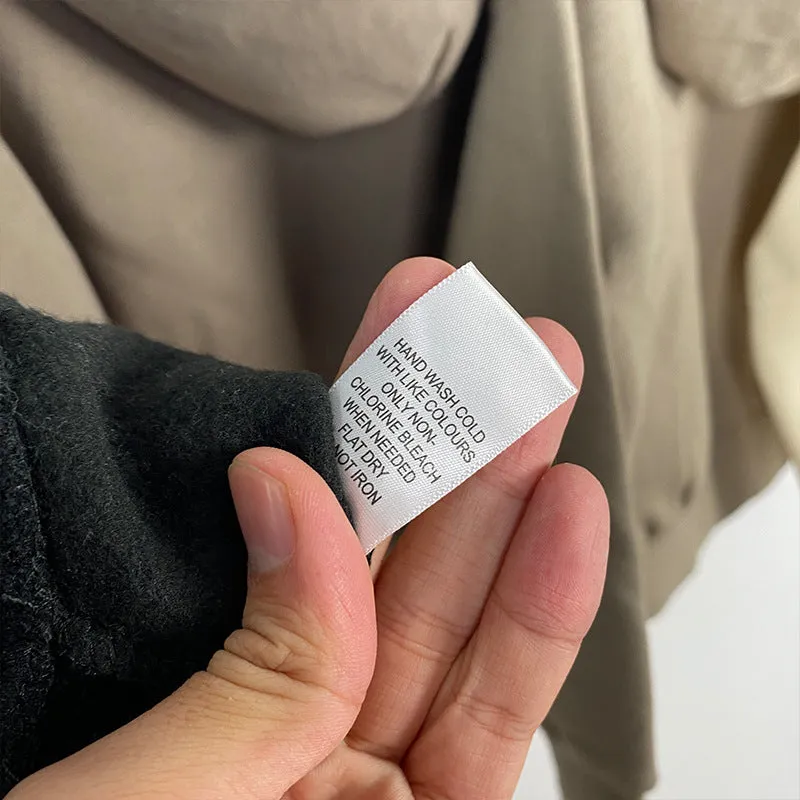 HAND WASH COLD
WITH LIKE COLOURS
ONLY NON-
CHLORINE BLEACH
WHEN NEEDED
FLAT DRY
NOT IRON